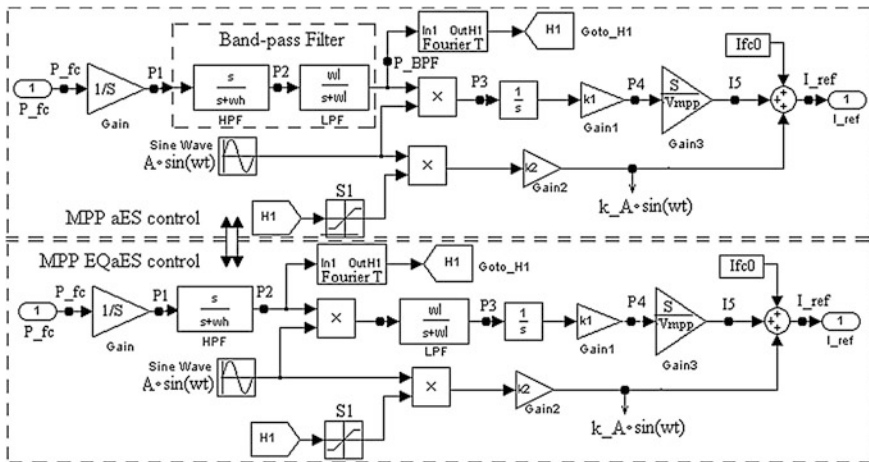 Band-pass Filter
In1 OutH1
Fourier T
H1
Goto_H1
Ifc0
P_fc
1
P_fc
1/S
Gain
P1
s
s+wh
HPF
P2
wl
s+wl
LPF
P_BPF
×
P3
1
s
k1
Gain1
P4
S
Vmpp
Gain3
I5
+
+
+
I_ref
1
I_ref
Sine Wave
A∘sin(wt)
×
k2
Gain2
k_A∘sin(wt)
H1
S1
MPP aES control
MPP EQaES control
In1 OutH1
Fourier T
H1
Goto_H1
Ifc0
P_fc
1
P_fc
1/S
Gain
P1
s
s+wh
HPF
P2
×
wl
s+wl
LPF
P3
1
s
k1
Gain1
P4
S
Vmpp
Gain3
I5
+
+
+
I_ref
1
I_ref
Sine Wave
A∘sin(wt)
×
k2
Gain2
k_A∘sin(wt)
H1
S1